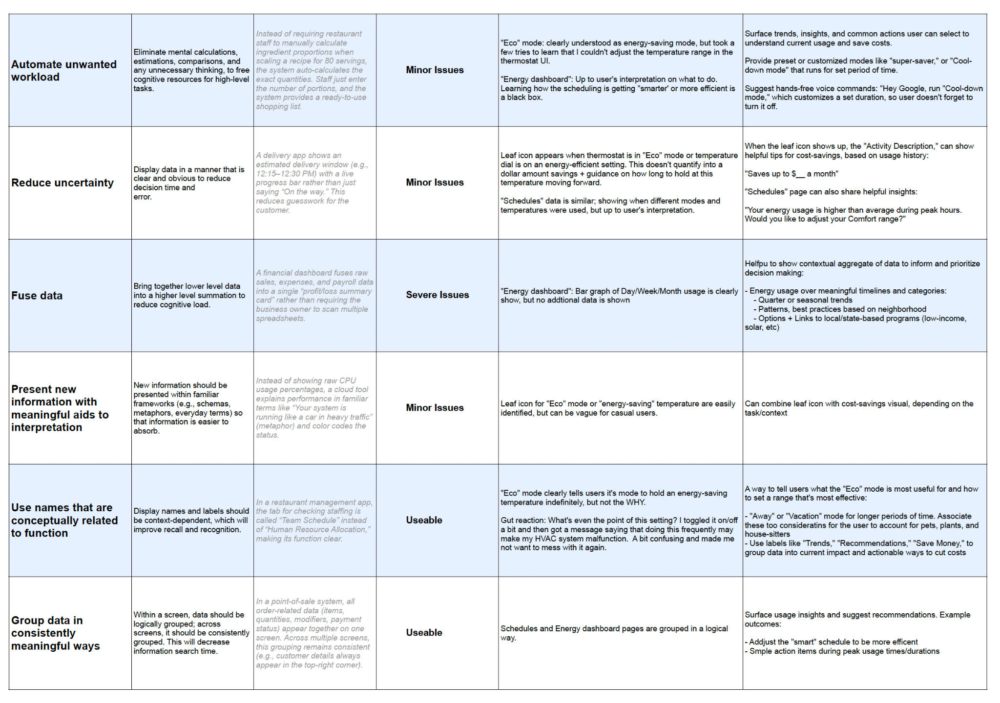 Automate unwanted
workload
Eliminate mental calculations,
estimations, comparisons, and
any unnecessary thinking, to free
cognitive resources for high-level
tasks.
Instead of requiring restaurant
staff to manually calculate
ingredient proportions when
scaling a recipe for 80 servings,
the system auto-calculates the
exact quantities. Staff just enter
the number of portions, and the
system provides a ready-to-use
shopping list.
Minor Issues
"Eco" mode: clearly understood as energy-saving mode, but took a
few tries to learn that I couldn't adjust the temperature range in the
thermostat UI.
"Energy dashboard": Up to user's interpretation on what to do.
Learning how the scheduling is getting "smarter' or more efficient is
a black box.
Surface trends, insights, and common actions user can select to
understand current usage and save costs.
Provide preset or customized modes like "super-saver," or "Cool-
down mode" that runs for set period of time.
Suggest hands-free voice commands: "Hey Google, run "Cool-down
mode," which customizes a set duration, so user doesn't forget to
turn it off.
Reduce uncertainty
Display data in a manner that is
clear and obvious to reduce
decision time and
error.
A delivery app shows an
estimated delivery window (e.g.,
12:15–12:30 PM) with a live
progress bar rather than just
saying “On the way.” This
reduces guesswork for the
customer.
Minor Issues
Leaf icon appears when thermostat is in "Eco" mode or temperature
dial is on an energy-efficient setting. This doesn't quantify into a
dollar amount savings + guidance on how long to hold at this
temperature moving forward.
"Schedules" data is similar; showing when different modes and
temperatures were used, but up to user's interpretation.
When the leaf icon shows up, the "Activity Description," can show
helpful tips for cost-savings, based on usage history:
"Saves up to $__ a month"
"Schedules" page can also share helpful insights:
"Your energy usage is higher than average during peak hours.
Would you like to adjust your Comfort range?"
Fuse data
Bring together lower level data
into a higher level summation to
reduce cognitive load.
A financial dashboard fuses raw
sales, expenses, and payroll data
into a single “profit/loss summary
card” rather than requiring the
business owner to scan multiple
spreadsheets.
Severe Issues
"Energy dashboard": Bar graph of Day/Week/Month usage is clearly
show, but no addtional data is shown
Helfpu to show contextual aggregate of data to inform and prioritize
decision making:
- Energy usage over meaningful timelines and categories:
- Quarter or seasonal trends
- Patterns, best practices based on neighborhood
- Options + Links to local/state-based programs (low-income,
solar, etc)
Present new
information with
meaningful aids to
interpretation
New information should be
presented within familiar
frameworks (e.g., schemas,
metaphors, everyday terms) so
that information is easier to
absorb.
Instead of showing raw CPU
usage percentages, a cloud tool
explains performance in familiar
terms like “Your system is
running like a car in heavy traffic”
(metaphor) and color codes the
status.
Minor Issues
Leaf icon for "Eco" mode or "energy-saving" temperature are easily
identified, but can be vague for casual users.
Can combine leaf icon with cost-savings visual, depending on the
task/context
Use names that are
conceptually related
to function
Display names and labels should
be context-dependent, which will
improve recall and recognition.
In a restaurant management app,
the tab for checking staffing is
called “Team Schedule” instead
of “Human Resource Allocation,”
making its function clear.
Useable
"Eco" mode clearly tells users it's mode to hold an energy-saving
temperature indefinitely, but not the WHY.
Gut reaction: What's even the point of this setting? I toggled it on/off
a bit and then got a message saying that doing this frequently may
make my HVAC system malfunction.  A bit confusing and made me
not want to mess with it again.
A way to tell users what the "Eco" mode is most useful for and how
to set a range that's most effective:
- "Away" or "Vacation" mode for longer periods of time. Associate
these too consideratins for the user to account for pets, plants, and
house-sitters
- Use labels like "Trends," "Recommendations," "Save Money," to
group data into current impact and actionable ways to cut costs
Group data in
consistently
meaningful ways
Within a screen, data should be
logically grouped; across
screens, it should be consistently
grouped. This will decrease
information search time.
In a point-of-sale system, all
order-related data (items,
quantities, modifiers, payment
status) appear together on one
screen. Across multiple screens,
this grouping remains consistent
(e.g., customer details always
appear in the top-right corner).
Useable
Schedules and Energy dashboard pages are grouped in a logical
way.
Surface usage insights and suggest recommendations. Example
outcomes:
- Addjust the "smart" schedule to be more efficent
- Smple action items during peak usage times/durations